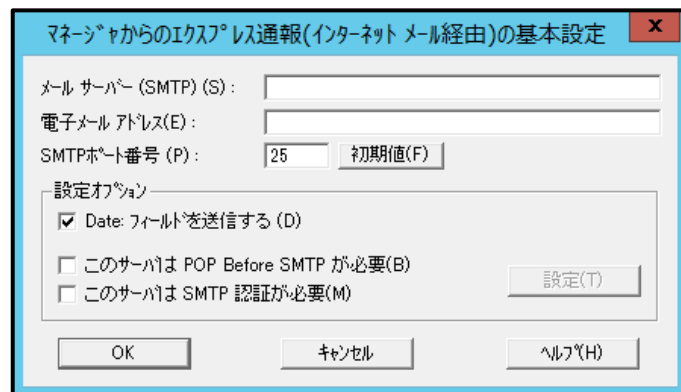 マネージャからのエクスプレス通報(インターネット メール経由)の基本設定
x
メール サーバー (SMTP) (S) :
電子メール アドレス(E) :
SMTPポート番号 (P) : 25 初期値(F)
設定オプション
Date: フィールドを送信する (D)
このサーバは POP Before SMTP が必要(B)
設定(T)
このサーバは SMTP 認証が必要(M)
OK キャンセル ヘルプ(H)